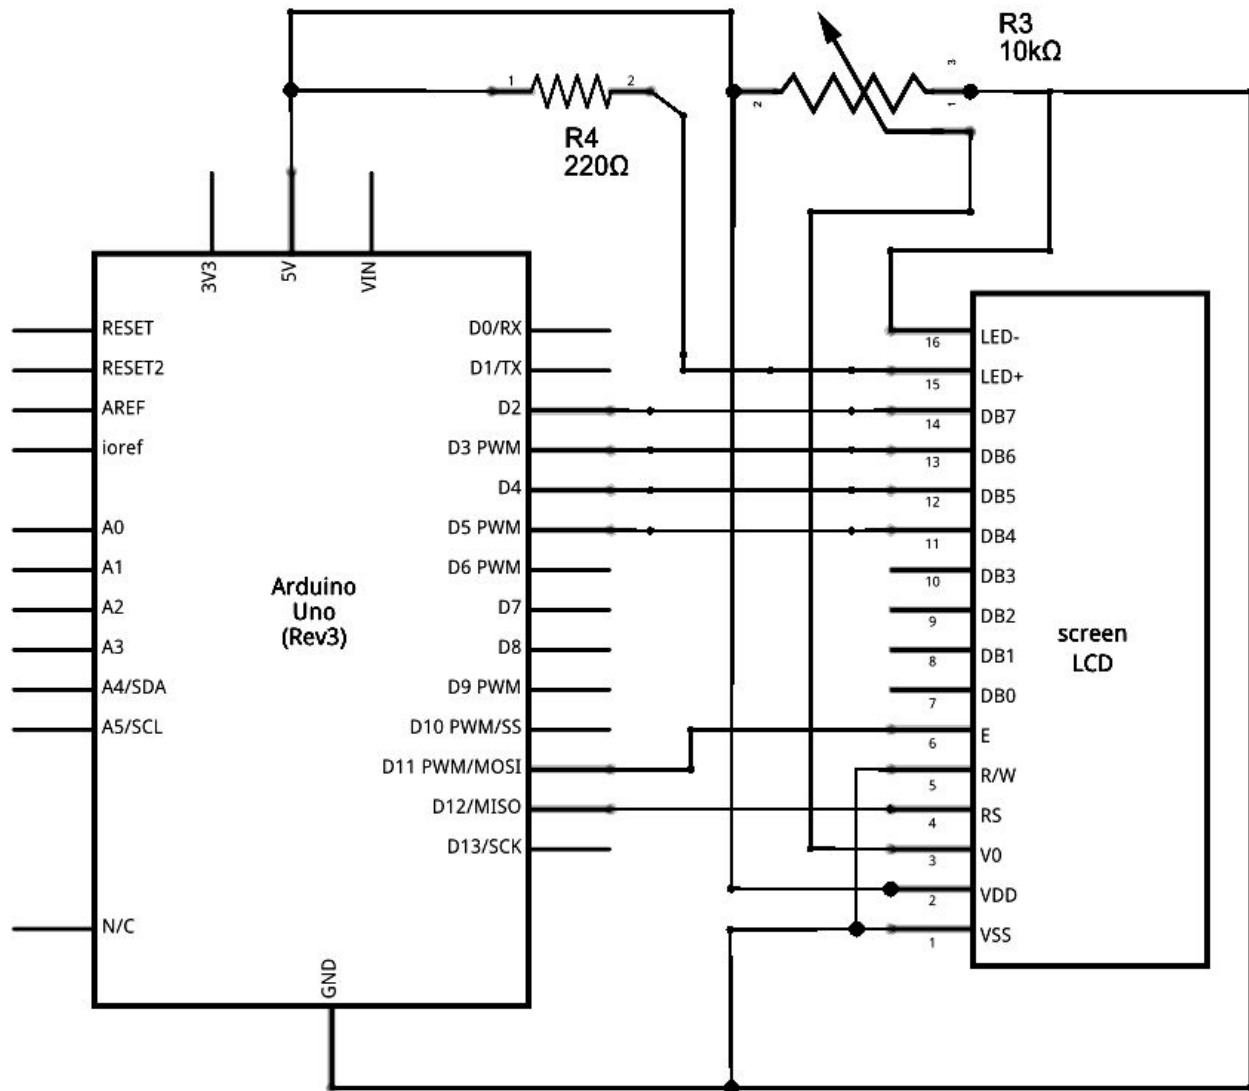 R3
10kΩ
3
1
2
1
2
R4
220Ω
3V3
5V
VIN
RESET
RESET2
AREF
ioref
A0
A1
A2
A3
A4/SDA
A5/SCL
N/C
D0/RX
D1/TX
D2
D3 PWM
D4
D5 PWM
D6 PWM
D7
D8
D9 PWM
D10 PWM/SS
D11 PWM/MOSI
D12/MISO
D13/SCK
GND
Arduino
Uno
(Rev3)
16 LED-
15 LED+
14 DB7
13 DB6
12 DB5
11 DB4
10 DB3
9 DB2
8 DB1
7 DB0
6 E
5 R/W
4 RS
3 V0
2 VDD
1 VSS
screen
LCD